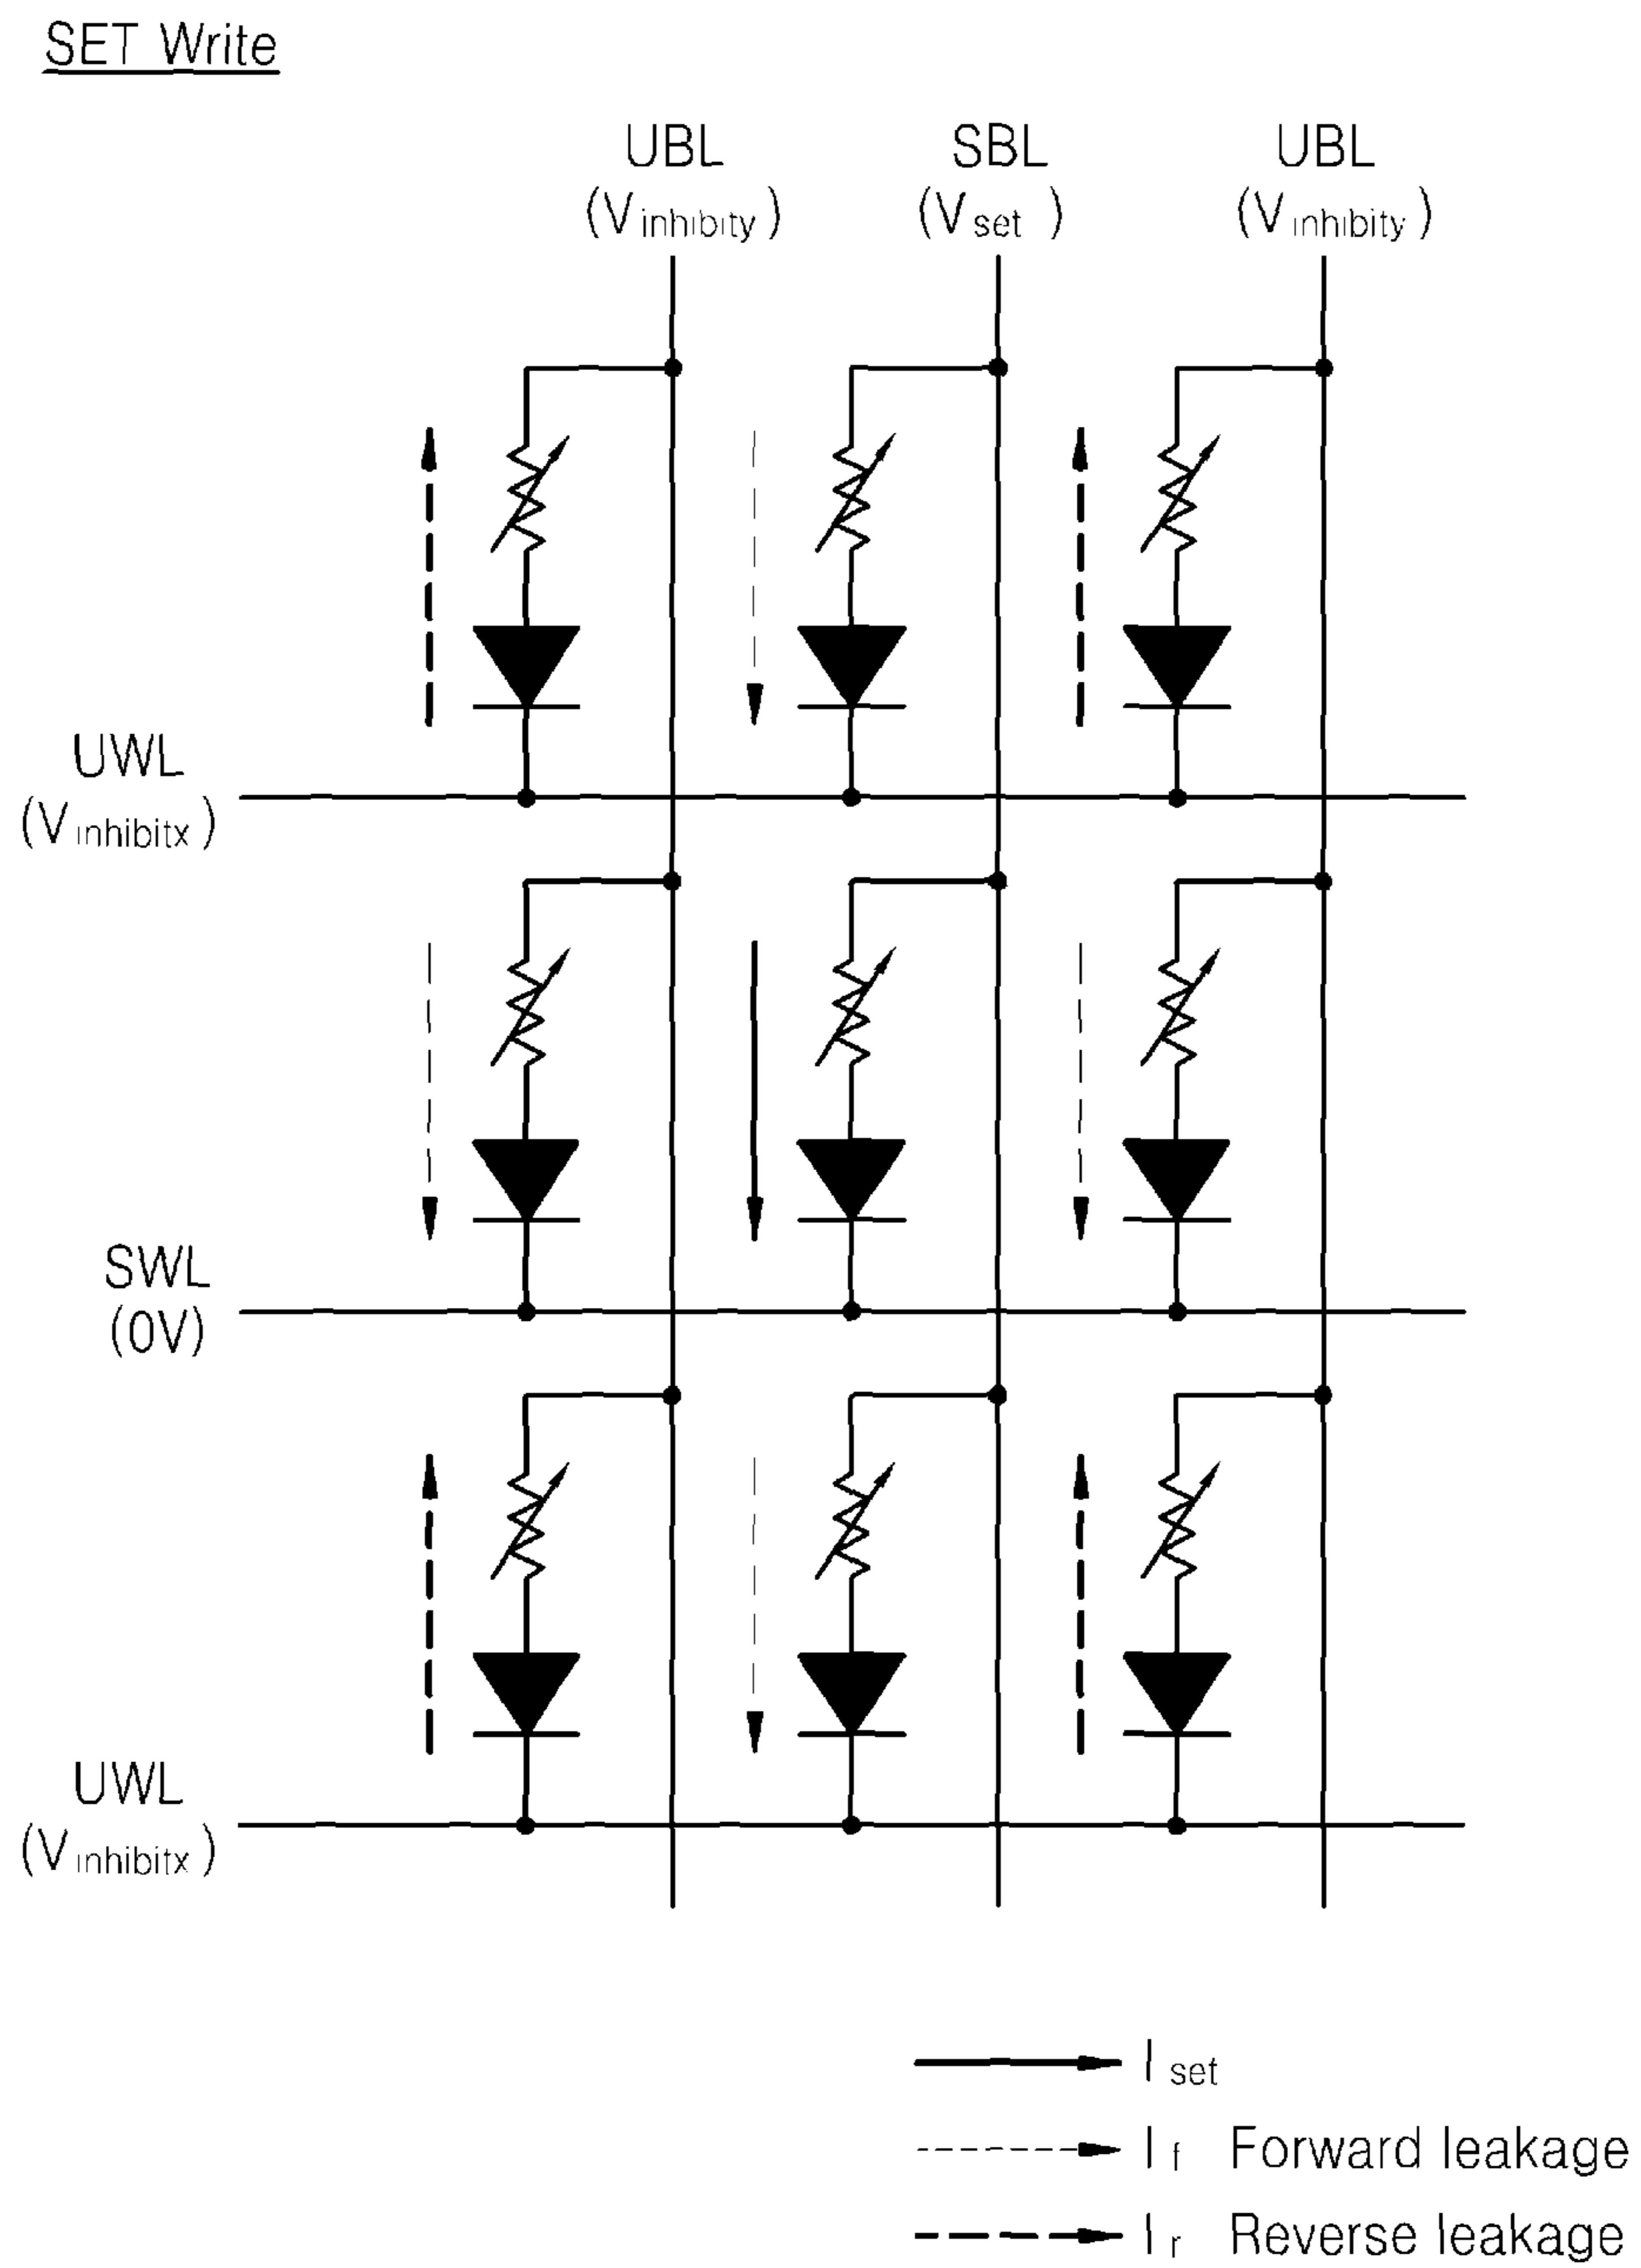 SET Write
UBL SBL UBL
(Vinhibity) (Vset) (Vinhibity)
UWL
(Vinhibitx)
SWL
(0V)
UWL
(Vinhibitx)
Iset
If Forward leakage
Ir Reverse leakage